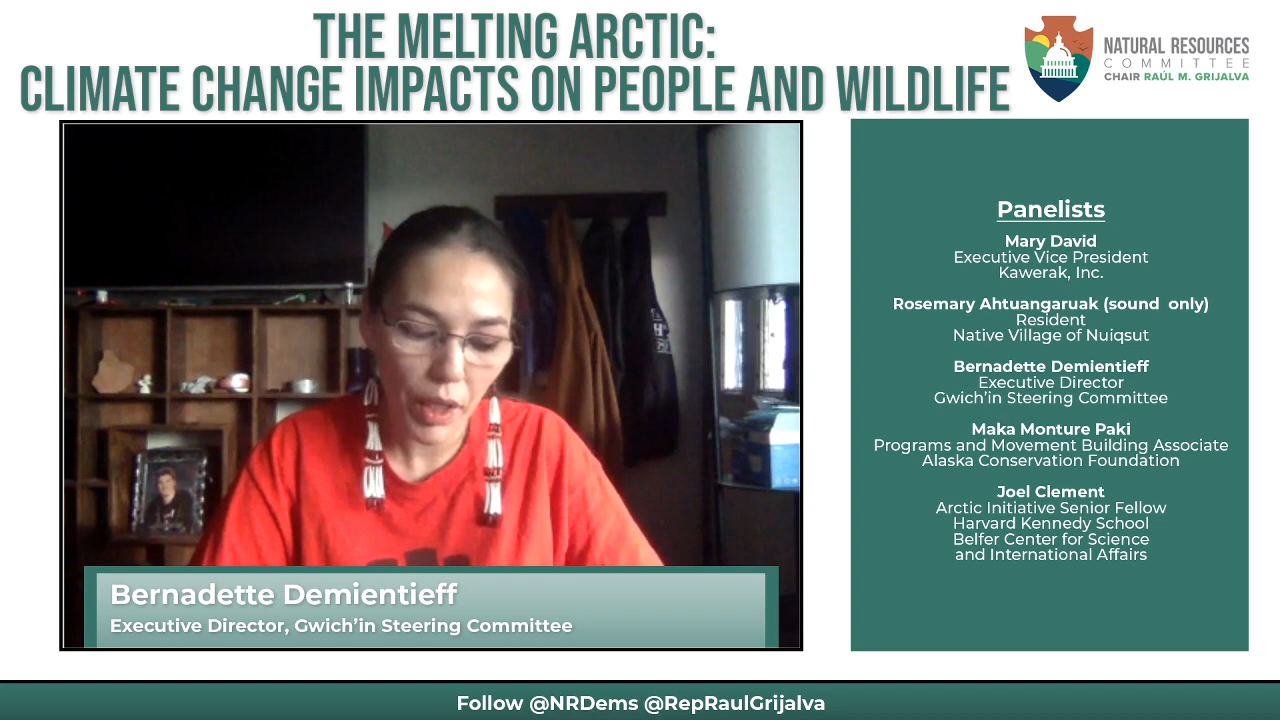 THE MELTING ARCTIC:
CLIMATE CHANGE IMPACTS ON PEOPLE AND WILDLIFE
NATURAL RESOURCES
COMMITTEE
CHAIR RAÚL M. GRIJALVA
Bernadette Demientieff
Executive Director, Gwich’in Steering Committee
Panelists
Mary David
Executive Vice President
Kawerak, Inc.
Rosemary Ahtuangaruak (sound only)
Resident
Native Village of Nuiqsut
Bernadette Demientieff
Executive Director
Gwich’in Steering Committee
Maka Monture Paki
Programs and Movement Building Associate
Alaska Conservation Foundation
Joel Clement
Arctic Initiative Senior Fellow
Harvard Kennedy School
Belfer Center for Science
and International Affairs
Follow @NRDems @RepRaulGrijalva